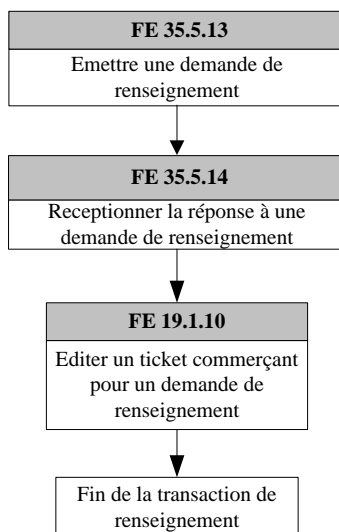 FE 35.5.13
Emettre une demande de
renseignement
FE 35.5.14
Receptionner la réponse à une
demande de renseignement
FE 19.1.10
Editer un ticket commerçant
pour un demande de
renseignement
Fin de la transaction de
renseignement